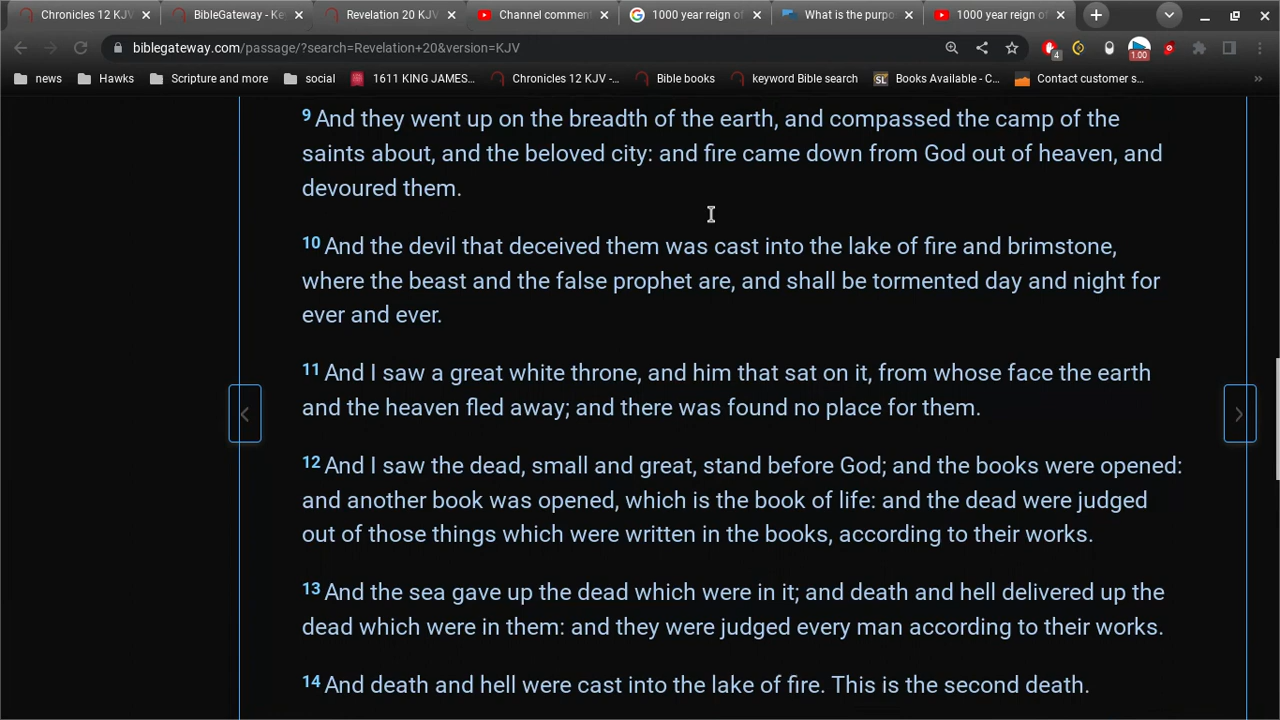 Chronicles 12 KJV
BibleGateway - Ke
Revelation 20 KJV
Channel commen
1000 year reign of
What is the purpo
1000 year reign of
biblegateway.com/passage/?search=Revelation+20&version=KJV
4
1.00
news
Hawks
Scripture and more
social
1611 KING JAMES...
Chronicles 12 KJV -...
Bible books
keyword Bible search
SL
Books Available - C...
Contact customer s...
»
9 And they went up on the breadth of the earth, and compassed the camp of the
saints about, and the beloved city: and fire came down from God out of heaven, and
devoured them.
10 And the devil that deceived them was cast into the lake of fire and brimstone,
where the beast and the false prophet are, and shall be tormented day and night for
ever and ever.
11 And I saw a great white throne, and him that sat on it, from whose face the earth
and the heaven fled away; and there was found no place for them.
12 And I saw the dead, small and great, stand before God; and the books were opened:
and another book was opened, which is the book of life: and the dead were judged
out of those things which were written in the books, according to their works.
13 And the sea gave up the dead which were in it; and death and hell delivered up the
dead which were in them: and they were judged every man according to their works.
14 And death and hell were cast into the lake of fire. This is the second death.